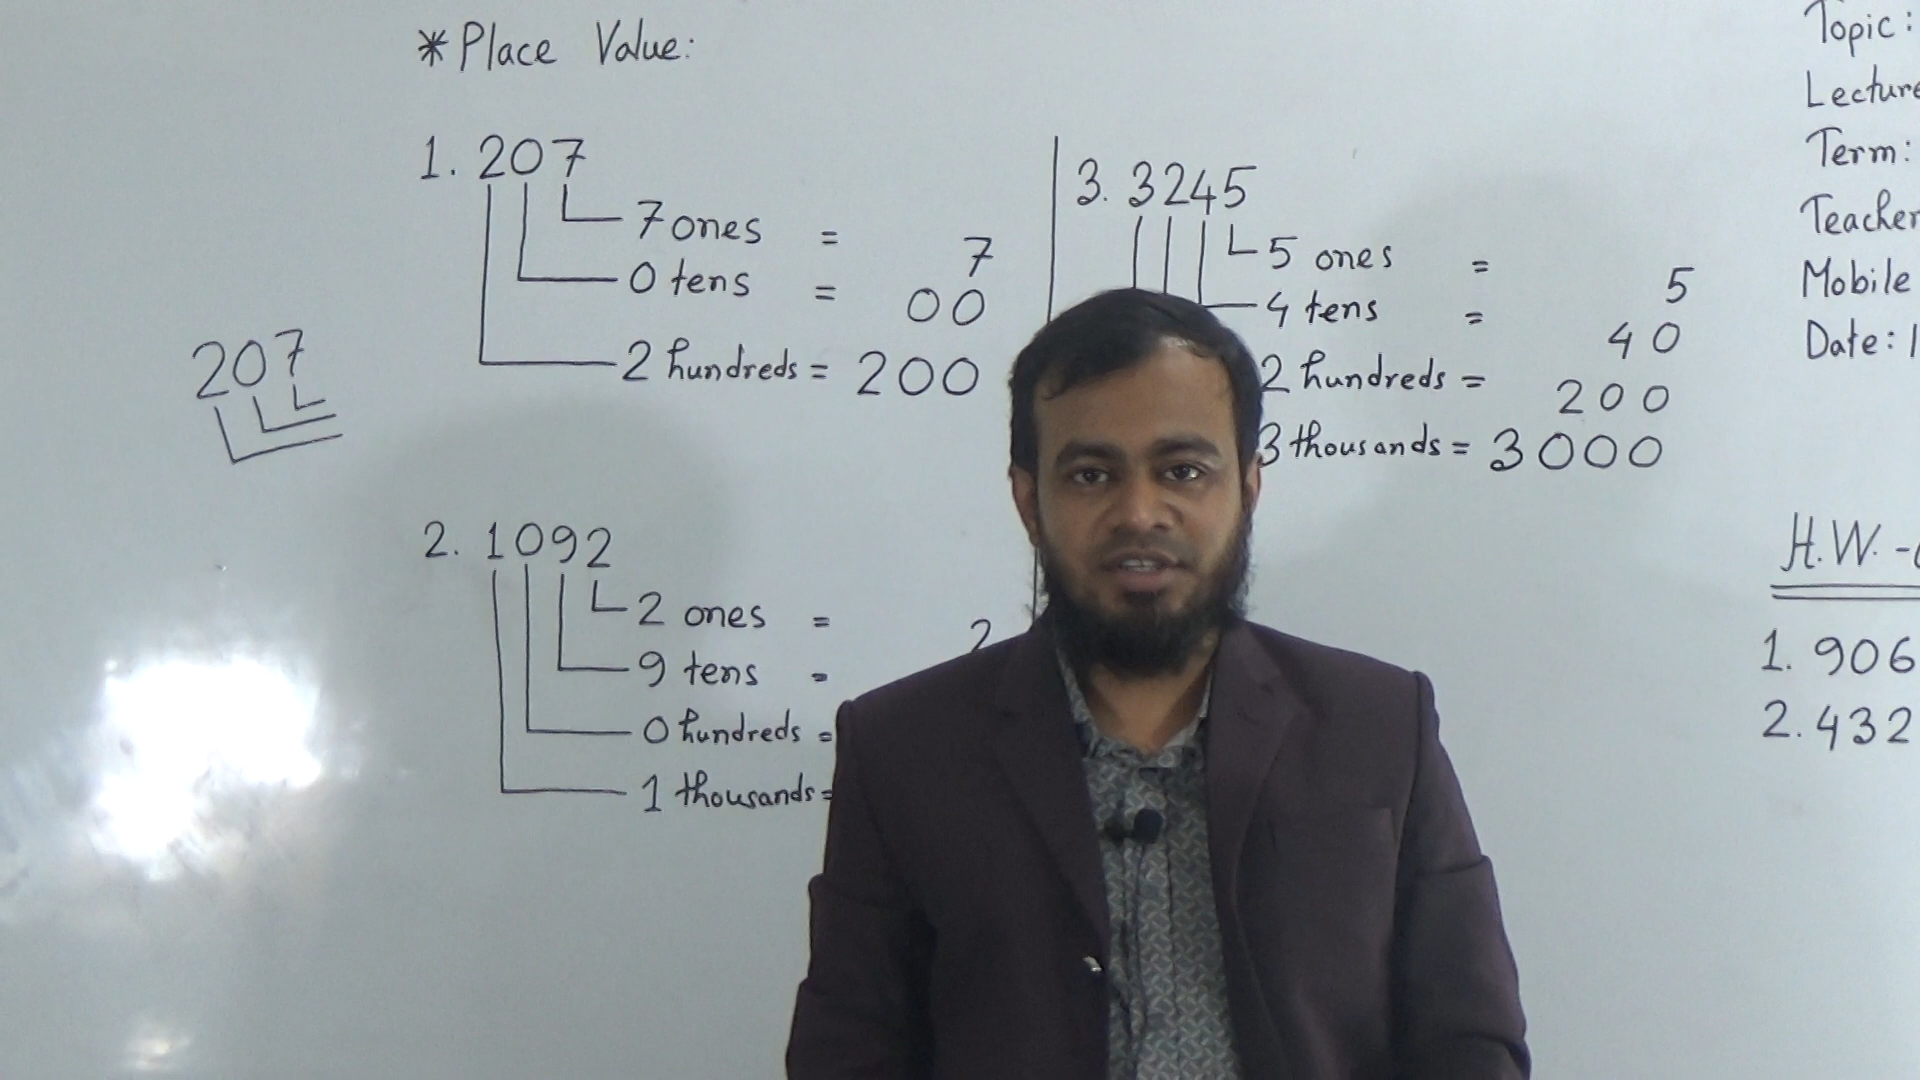 * Place Value:
1. 207
7 ones = 7
0 tens = 00
2 hundreds = 200
207
2. 1092
2 ones = 2
9 tens =
0 hundreds =
1 thousands =
3. 3245
5 ones = 5
4 tens = 40
2 hundreds = 200
3 thousands = 3000
Topic:
Lecture
Term:
Teacher
Mobile
Date: 1
H.W. -
1. 906
2. 432